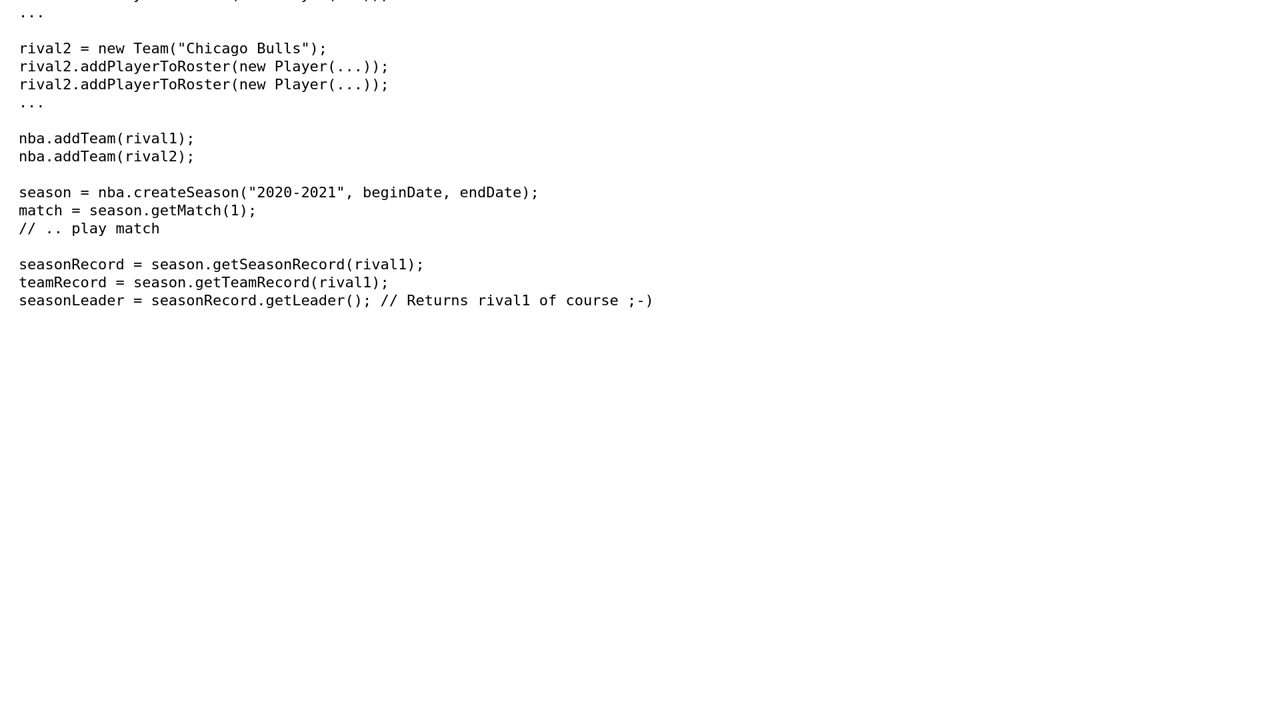 ...
rival2 = new Team("Chicago Bulls");
rival2.addPlayerToRoster(new Player(...));
rival2.addPlayerToRoster(new Player(...));
...
nba.addTeam(rival1);
nba.addTeam(rival2);
season = nba.createSeason("2020-2021", beginDate, endDate);
match = season.getMatch(1);
// .. play match
seasonRecord = season.getSeasonRecord(rival1);
teamRecord = season.getTeamRecord(rival1);
seasonLeader = seasonRecord.getLeader(); // Returns rival1 of course ;-)